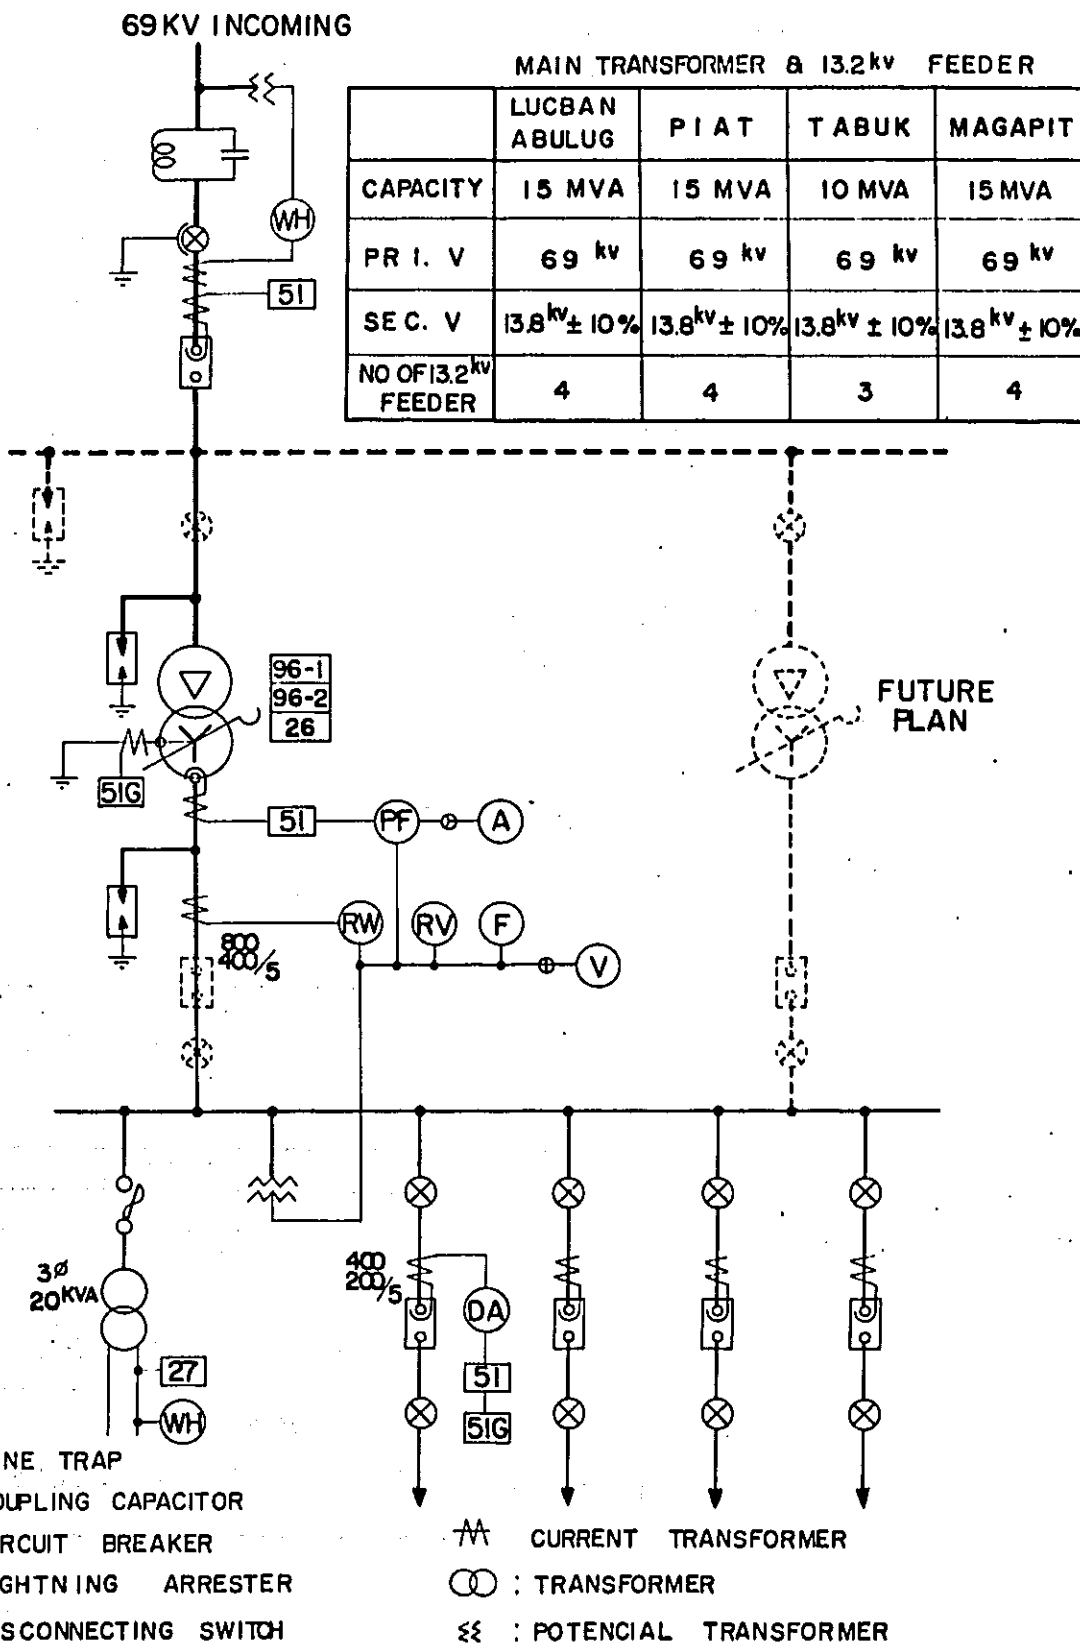 69KV INCOMING
MAIN TRANSFORMER & 13.2kv FEEDER
LUCBAN ABULUG PIAT TABUK MAGAPIT
CAPACITY 15 MVA 15 MVA 10 MVA 15 MVA
PRI. V 69 kv 69 kv 69 kv 69 kv
SEC. V 13.8kv ± 10% 13.8kv ± 10% 13.8kv ± 10% 13.8kv ± 10%
NO OF 13.2kv FEEDER 4 4 3 4
WH
51
96-1
96-2
26
FUTURE
PLAN
51G
51 PF A
RW RV F
800
400/5
V
400
200/5
3ø
20KVA
DA
27
51
WH
51G
NE TRAP
OUPLING CAPACITOR
RCUIT BREAKER
CURRENT TRANSFORMER
GHTNING ARRESTER
: TRANSFORMER
SCONNECTING SWITCH
: POTENCIAL TRANSFORMER